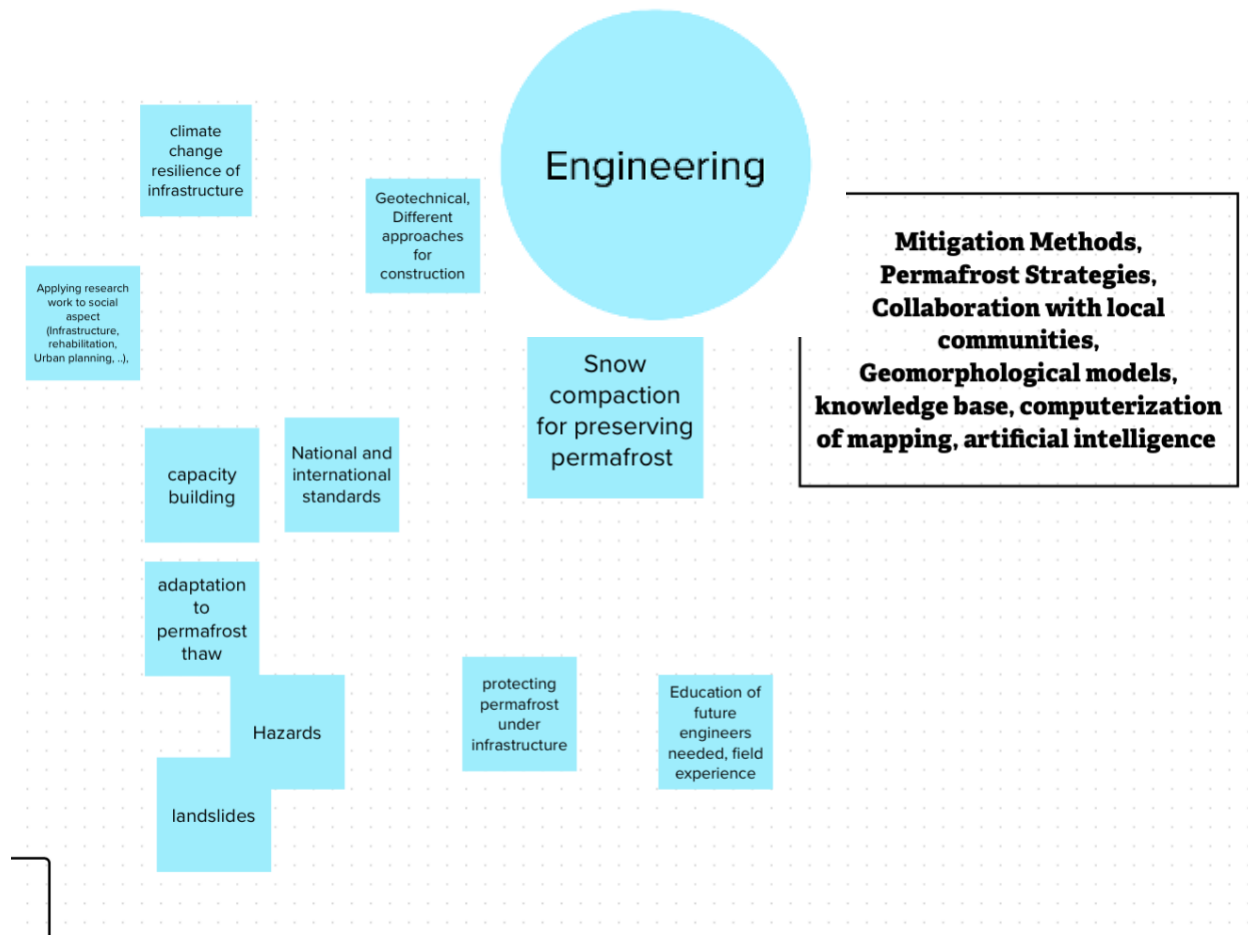 Engineering
climate
change
resilience of
infrastructure
Geotechnical,
Different
approaches
for
construction
Applying research
work to social
aspect
(Infrastructure,
rehabilitation,
Urban planning, ..),
Mitigation Methods,
Permafrost Strategies,
Collaboration with local
communities,
Geomorphological models,
knowledge base, computerization
of mapping, artificial intelligence
Snow
compaction
for preserving
permafrost
capacity
building
National and
international
standards
adaptation
to
permafrost
thaw
Hazards
landslides
protecting
permafrost
under
infrastructure
Education of
future
engineers
needed, field
experience